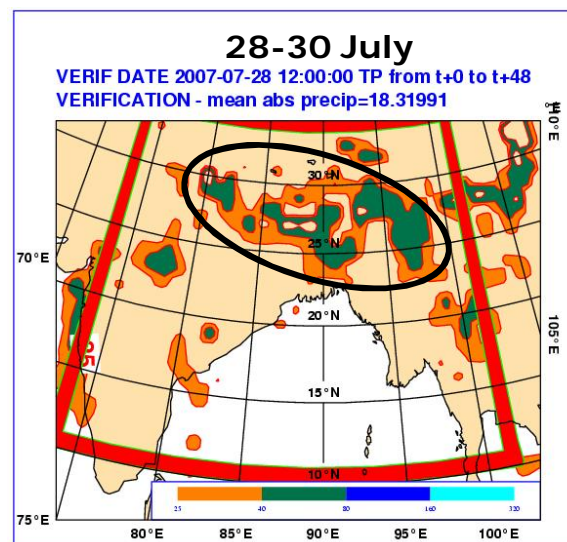 28-30 July
VERIF DATE 2007-07-28 12:00:00 TP from t+0 to t+48
VERIFICATION - mean abs precip=18.31991
110°E
30°N
25°N
70°E
20°N
105°E
15°N
10°N
25 40 80 160 320
75°E
80°E 85°E 90°E 95°E 100°E